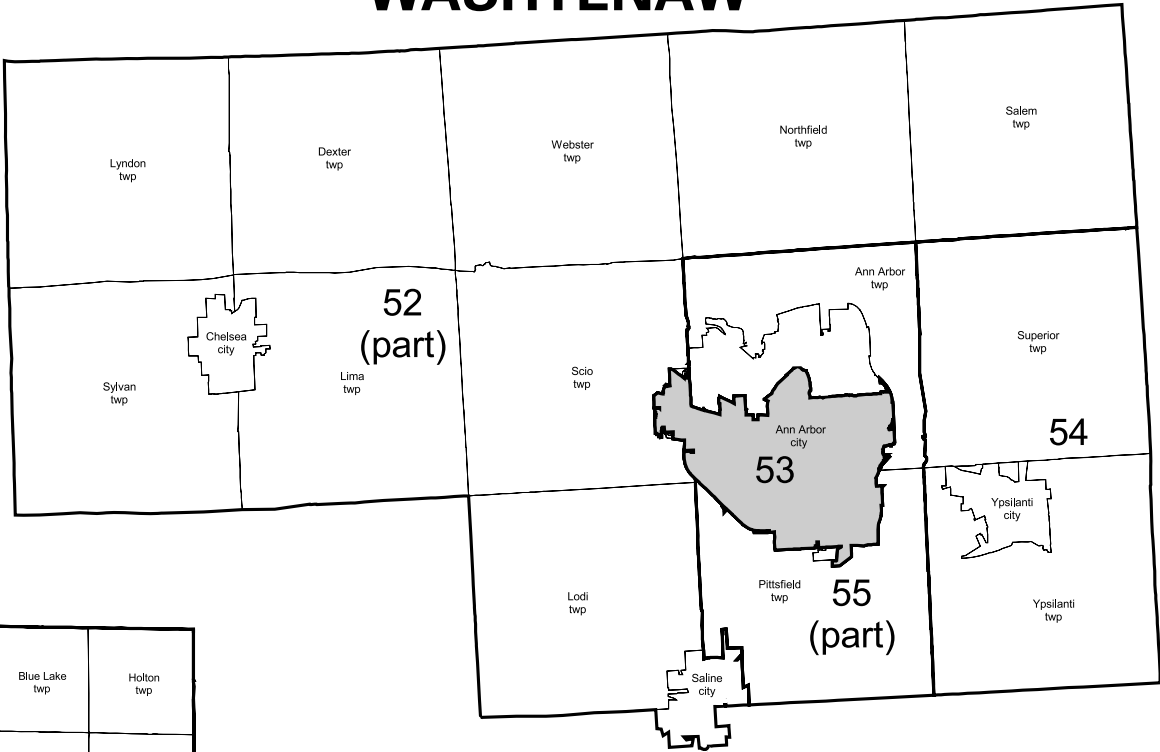 WASHTENAW
Salem
twp
Northfield
twp
Webster
twp
Dexter
twp
Lyndon
twp
Ann Arbor
twp
52
(part)
Chelsea
city
Superior
twp
Scio
twp
Lima
twp
Sylvan
twp
Ann Arbor
city
53
54
Ypsilanti
city
Pittsfield
twp
55
(part)
Lodi
twp
Ypsilanti
twp
Saline
city
Blue Lake
twp
Holton
twp